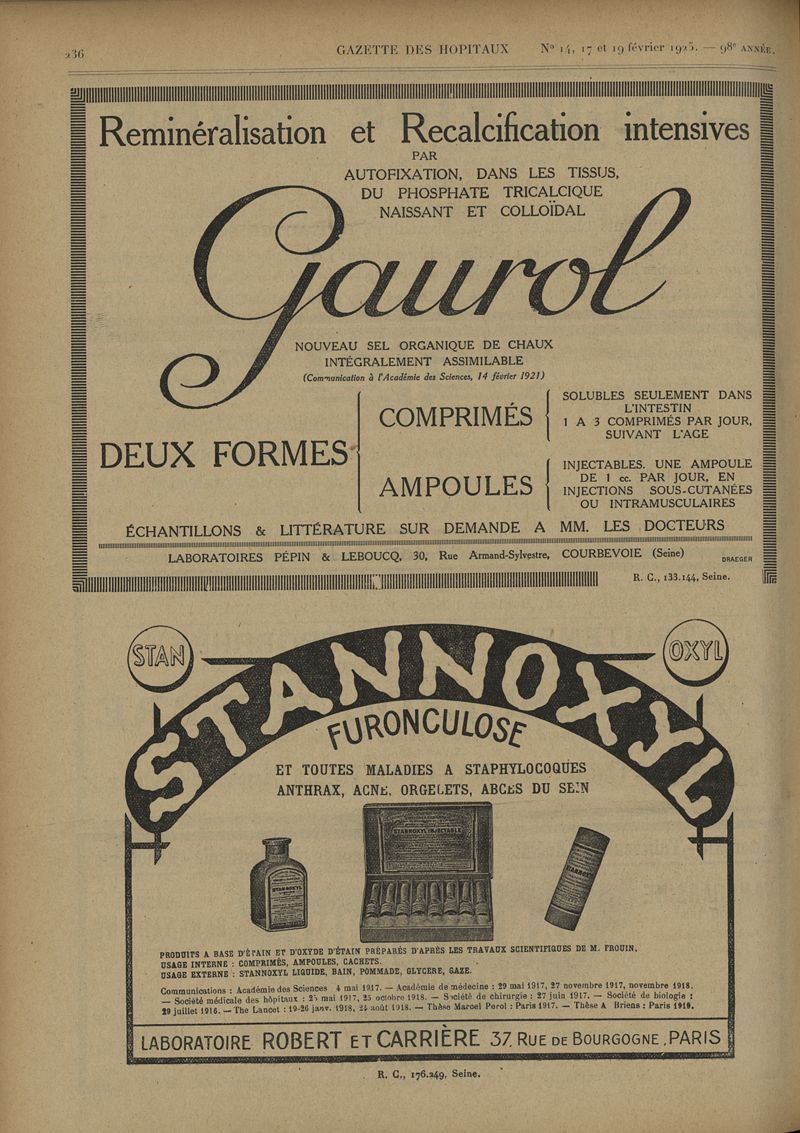 236 GAZETTE DES HOPITAUX Nº 14, 17 et 19 février 1925. — 98e ANNÉE.
Reminéralisation et Recalcification intensives
PAR
AUTOFIXATION, DANS LES TISSUS,
DU PHOSPHATE TRICALCIQUE
NAISSANT ET COLLOÏDAL
Gaurol
NOUVEAU SEL ORGANIQUE DE CHAUX
INTÉGRALEMENT ASSIMILABLE
(Communication à l'Académie des Sciences, 14 février 1921)
DEUX FORMES
COMPRIMÉS
SOLUBLES SEULEMENT DANS
L'INTESTIN
1 A 3 COMPRIMÉS PAR JOUR,
SUIVANT L'AGE
AMPOULES
INJECTABLES. UNE AMPOULE
DE 1 cc. PAR JOUR, EN
INJECTIONS SOUS-CUTANÉES
OU INTRAMUSCULAIRES
ÉCHANTILLONS & LITTÉRATURE SUR DEMANDE A MM. LES DOCTEURS
LABORATOIRES PÉPIN & LEBOUCQ, 30, Rue Armand-Sylvestre, COURBEVOIE (Seine)
DRAEGER
R. C., 133.144, Seine.
STAN
OXYL
STANNOXYL
FURONCULOSE
ET TOUTES MALADIES A STAPHYLOCOQUES
ANTHRAX, ACNE, ORGELETS, ABCES DU SEIN
STANNOXYL INJECTABLE
STANNOXYL
STANNOXYL
PRODUITS A BASE D'ÉTAIN ET D'OXYDE D'ÉTAIN PRÉPARÉS D'APRÈS LES TRAVAUX SCIENTIFIQUES DE M. FROUIN.
USAGE INTERNE : COMPRIMÉS, AMPOULES, CACHETS.
USAGE EXTERNE : STANNOXYL LIQUIDE, BAIN, POMMADE, GLYCERE, GAZE.
Communications : Académie des Sciences 4 mai 1917. — Académie de médecine : 29 mai 1917, 27 novembre 1917, novembre 1918.
— Société médicale des hôpitaux : 25 mai 1917, 25 octobre 1918. — Société de chirurgie : 27 juin 1917. — Société de biologie :
29 juillet 1916. — The Lancet : 19-26 janv. 1918, 24 août 1918. — Thèse Marcel Perol : Paris 1917. — Thèse A Briens : Paris 1919.
LABORATOIRE ROBERT ET CARRIÈRE 37, RUE DE BOURGOGNE, PARIS
R. C., 176.249, Seine.